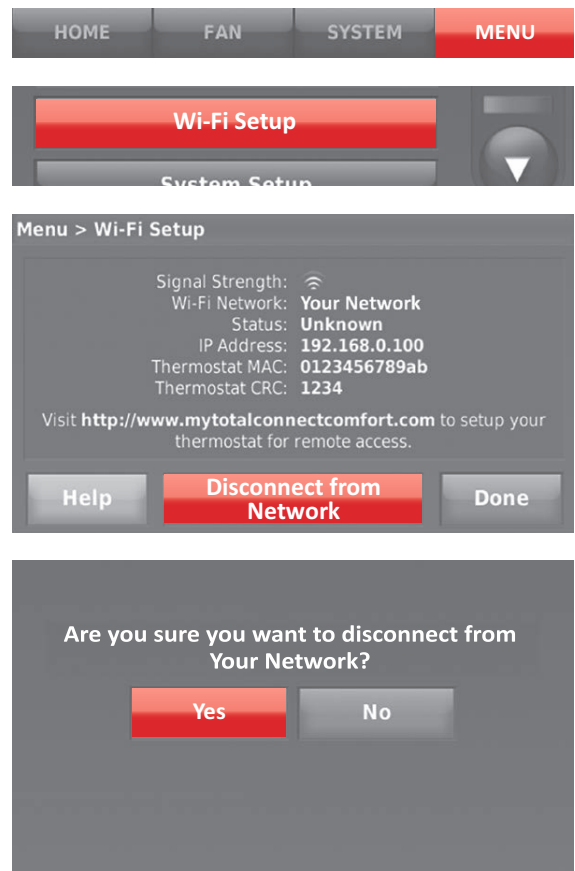 HOME FAN SYSTEM MENU
Wi-Fi Setup
System Setup
Menu > Wi-Fi Setup
Signal Strength:
Wi-Fi Network: Your Network
Status: Unknown
IP Address: 192.168.0.100
Thermostat MAC: 0123456789ab
Thermostat CRC: 1234
Visit http://www.mytotalconnectcomfort.com to setup your
thermostat for remote access.
Help Disconnect from Done
Network
Are you sure you want to disconnect from
Your Network?
Yes No